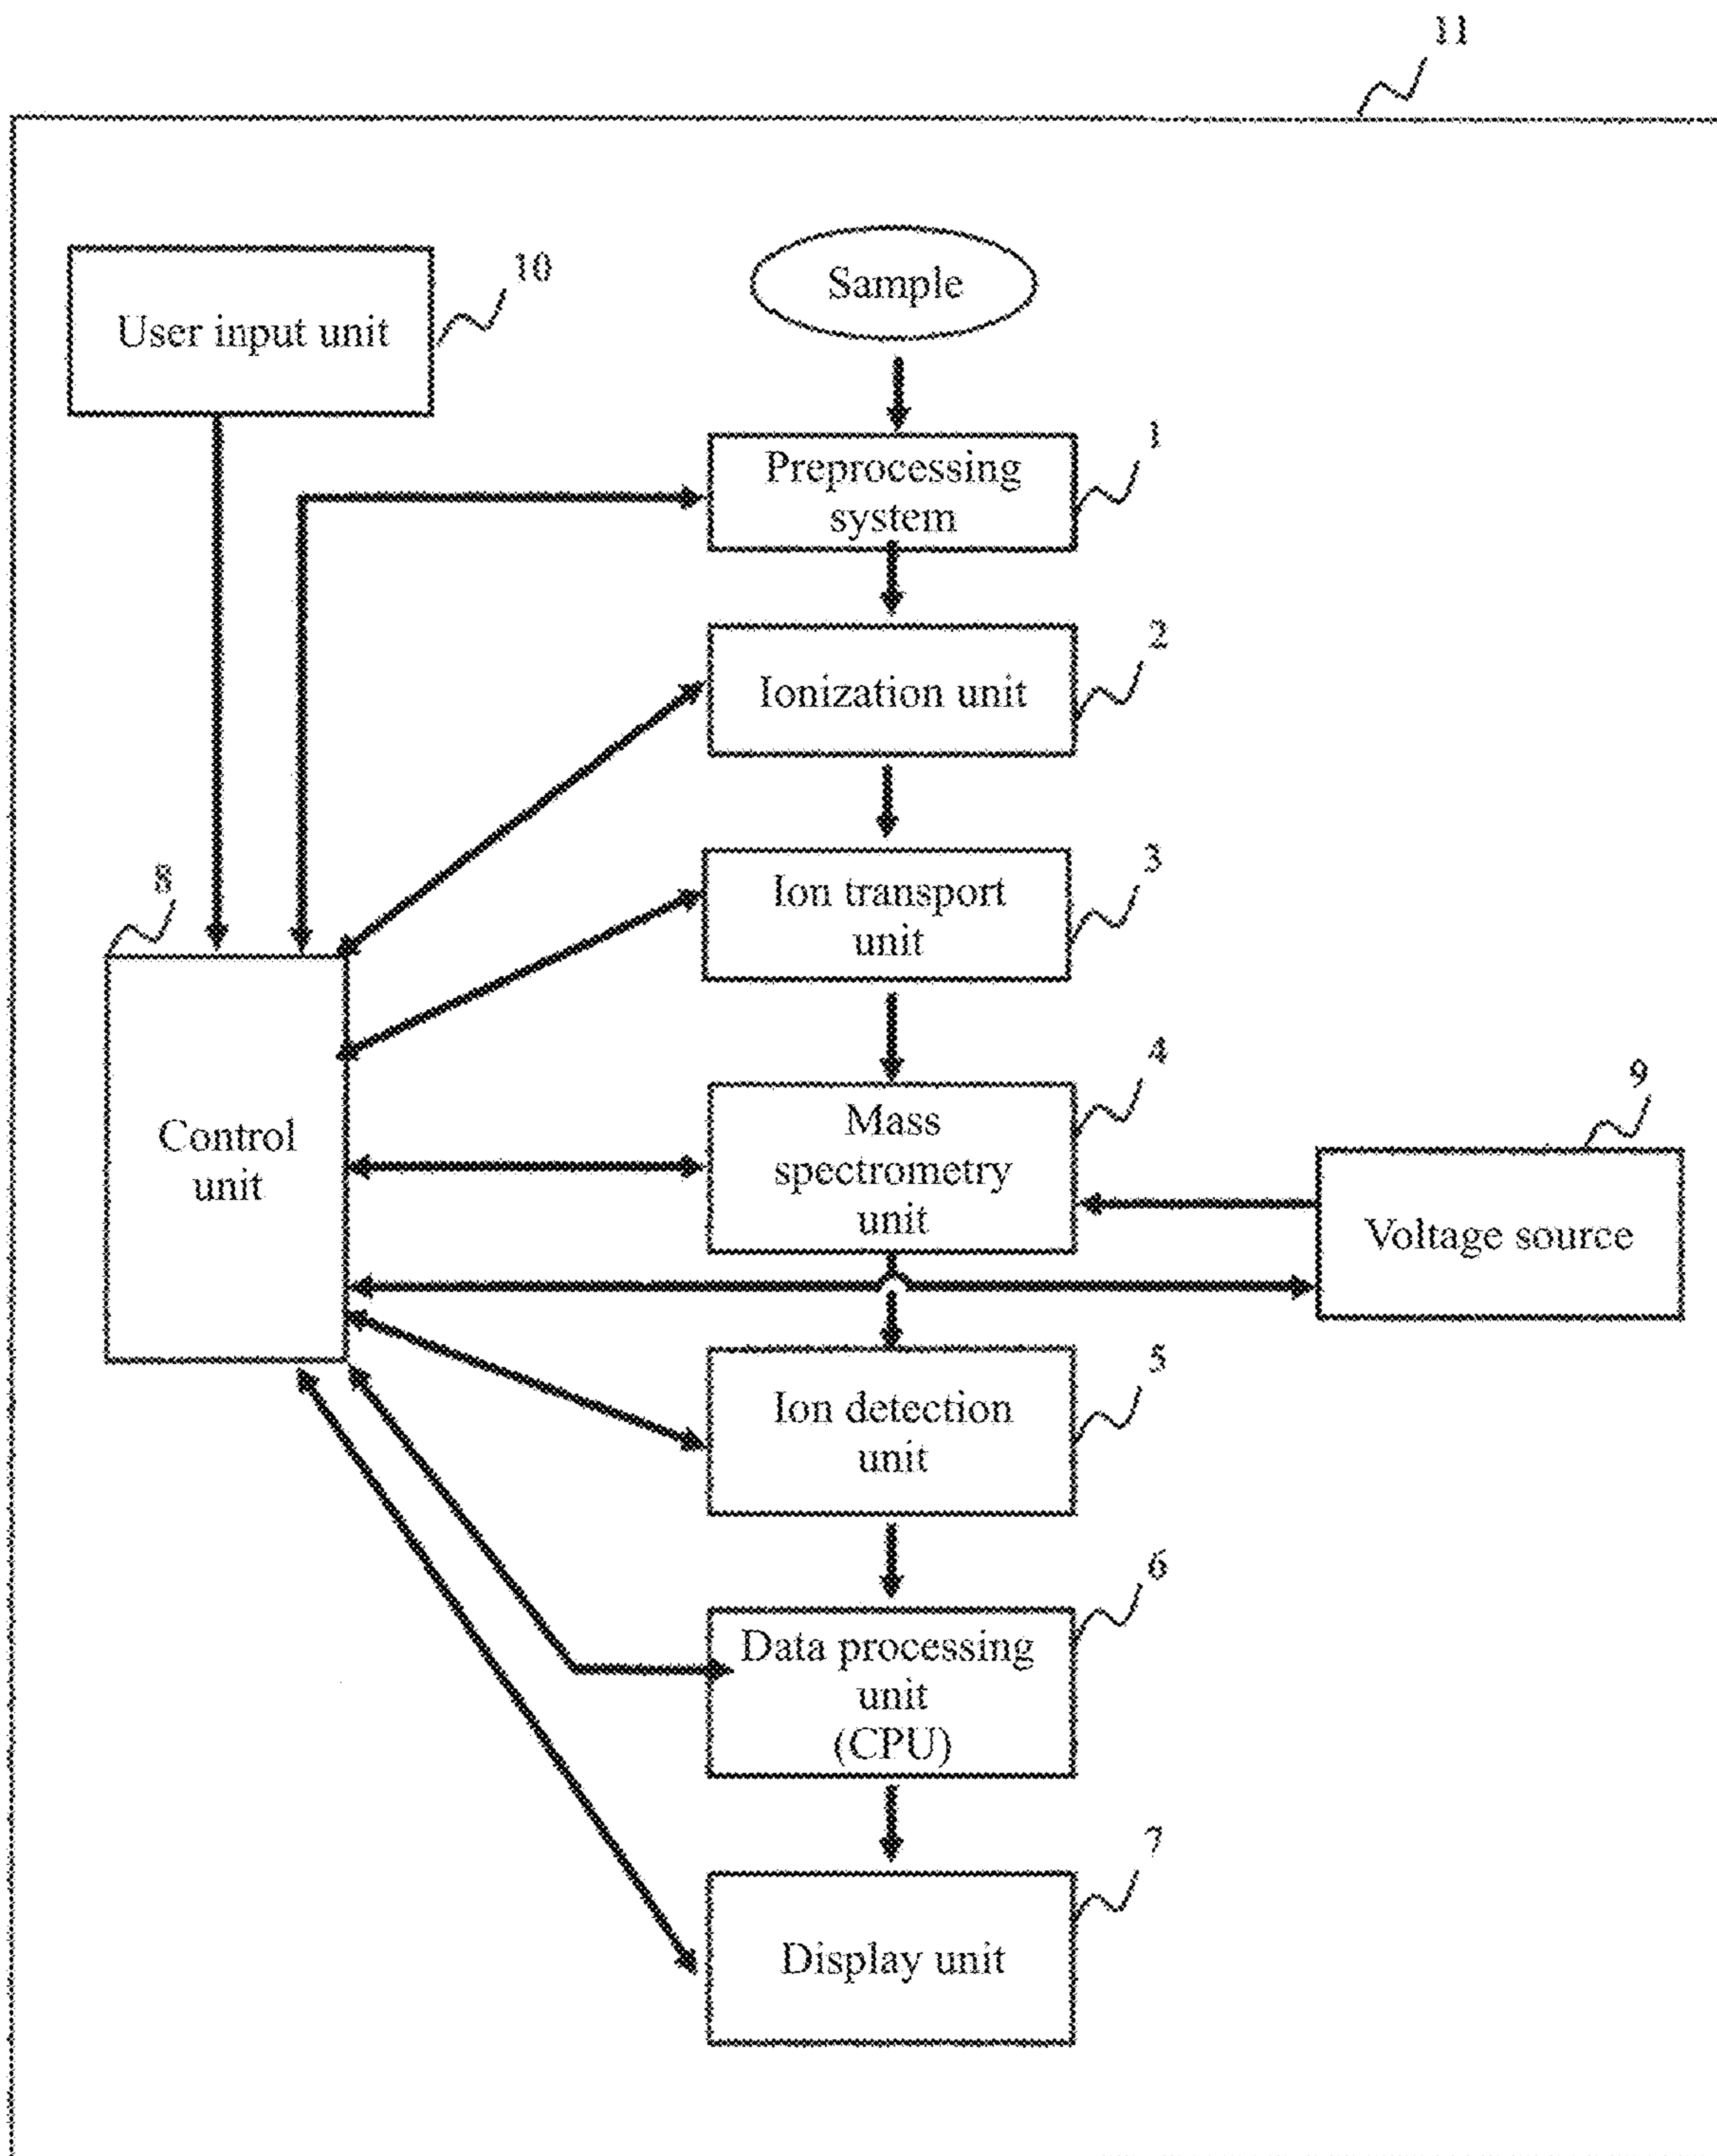 11
10
User input unit
Sample
1
Preprocessing
system
2
Ionization unit
3
Ion transport
unit
8
Control
unit
4
Mass
spectrometry
unit
9
Voltage source
5
Ion detection
unit
6
Data processing
unit
(CPU)
7
Display unit